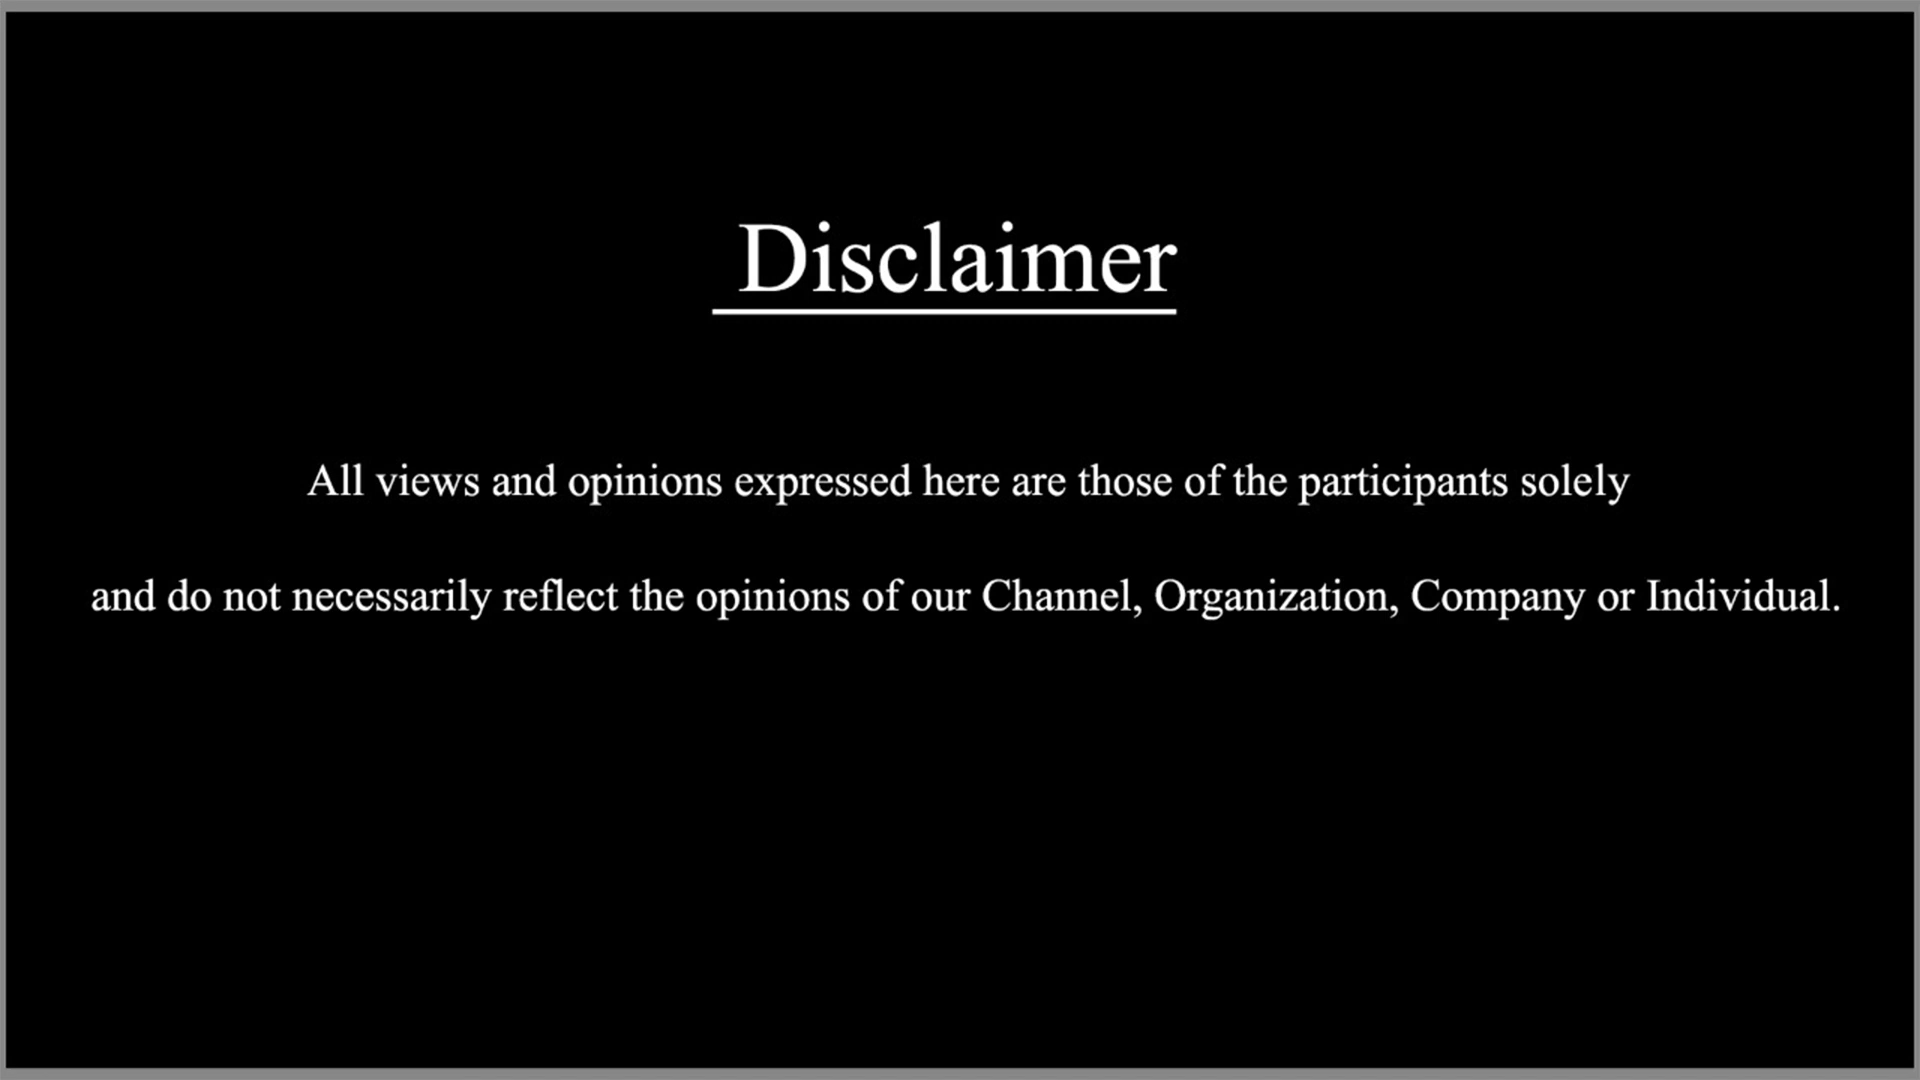 Disclaimer
All views and opinions expressed here are those of the participants solely
and do not necessarily reflect the opinions of our Channel, Organization, Company or Individual.